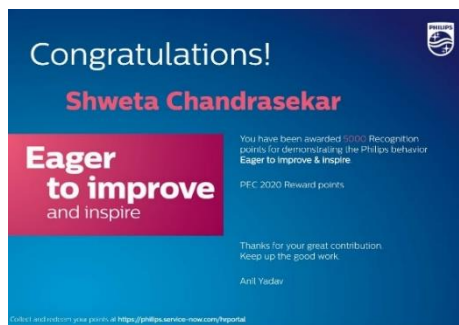 PHILIPS
Congratulations!
Shweta Chandrasekar
Eager
to improve
and inspire
You have been awarded 5000 Recognition
points for demonstrating the Philips behavior
Eager to improve & inspire.
PFC 2020 Reward points
Thanks for your great contribution.
Keep up the good work.
Anil Yadav
Collect and redeem your points at https://philips.service-now.com/hrportal